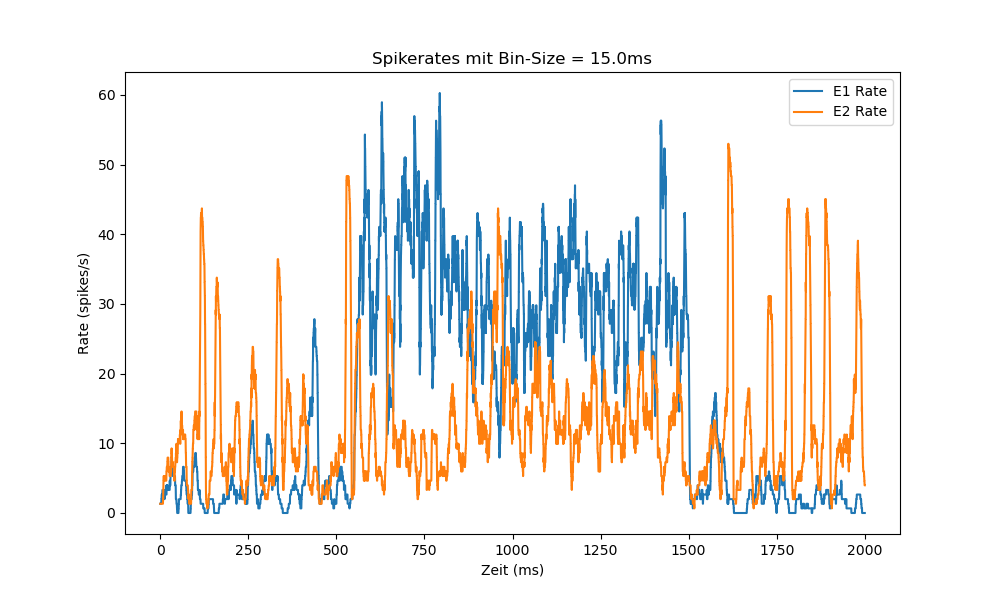 Spikerates mit Bin-Size = 15.0ms
E1 Rate
E2 Rate
60
50
40
30
20
10
0
Rate (spikes/s)
0 250 500 750 1000 1250 1500 1750 2000
Zeit (ms)